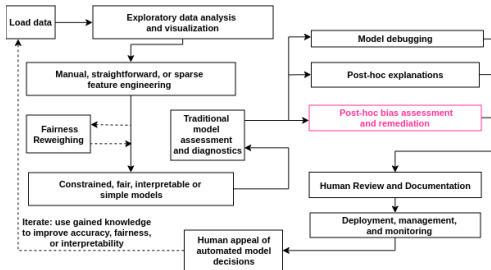 Load data
Exploratory data analysis
and visualization
Model debugging
Manual, straightforward, or sparse
feature engineering
Post-hoc explanations
Traditional
model
assessment
and diagnostics
Post-hoc bias assessment
and remediation
Fairness
Reweighing
Constrained, fair, interpretable or
simple models
Human Review and Documentation
Iterate: use gained knowledge
to improve accuracy, fairness,
or interpretability
Deployment, management,
and monitoring
Human appeal of
automated model
decisions